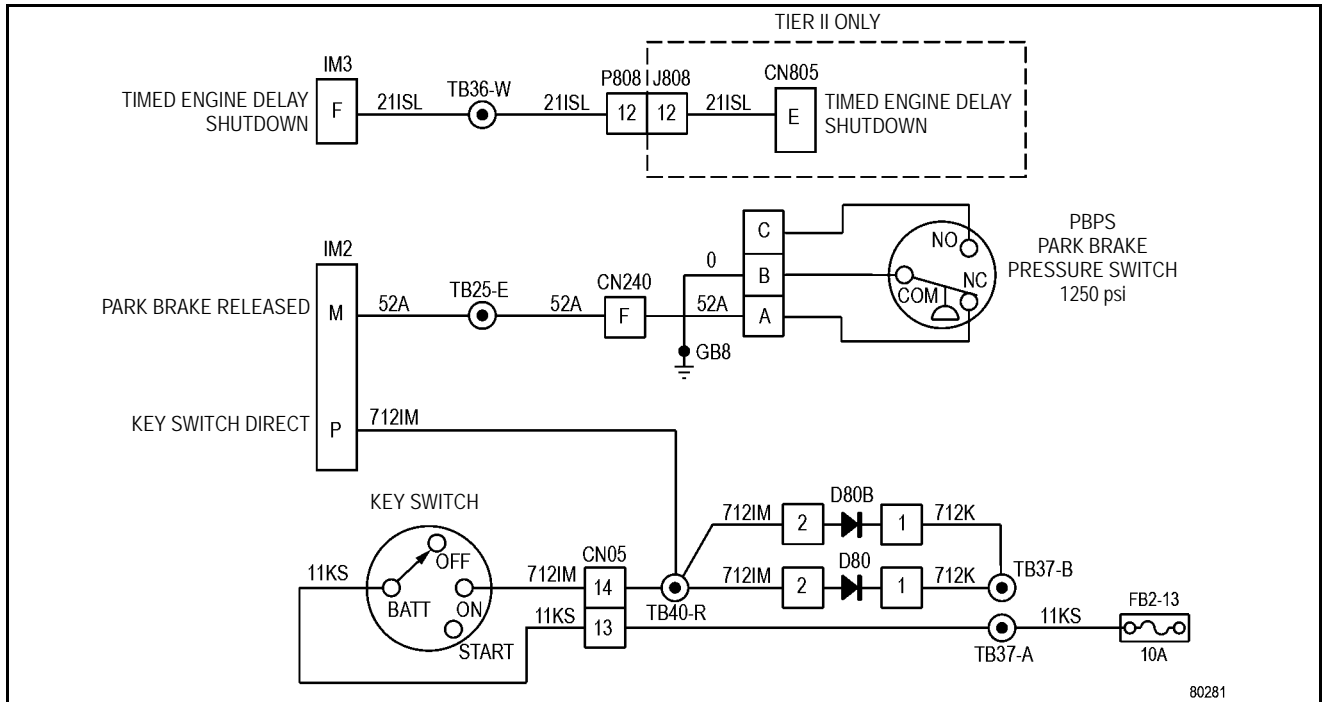 TIER II ONLY
IM3
TIMED ENGINE DELAY
SHUTDOWN
F
21ISL
TB36-W
21ISL
P808
J808
12
12
21ISL
CN805
E
TIMED ENGINE DELAY
SHUTDOWN
IM2
PARK BRAKE RELEASED
M
52A
TB25-E
52A
CN240
F
52A
0
GB8
C
B
A
NO
COM
NC
PBPS
PARK BRAKE
PRESSURE SWITCH
1250 psi
KEY SWITCH DIRECT
P
712IM
KEY SWITCH
11KS
BATT
OFF
ON
START
712IM
11KS
CN05
14
13
TB40-R
712IM
2
D80B
1
712K
712IM
2
D80
1
712K
TB37-B
TB37-A
11KS
FB2-13
10A
80281